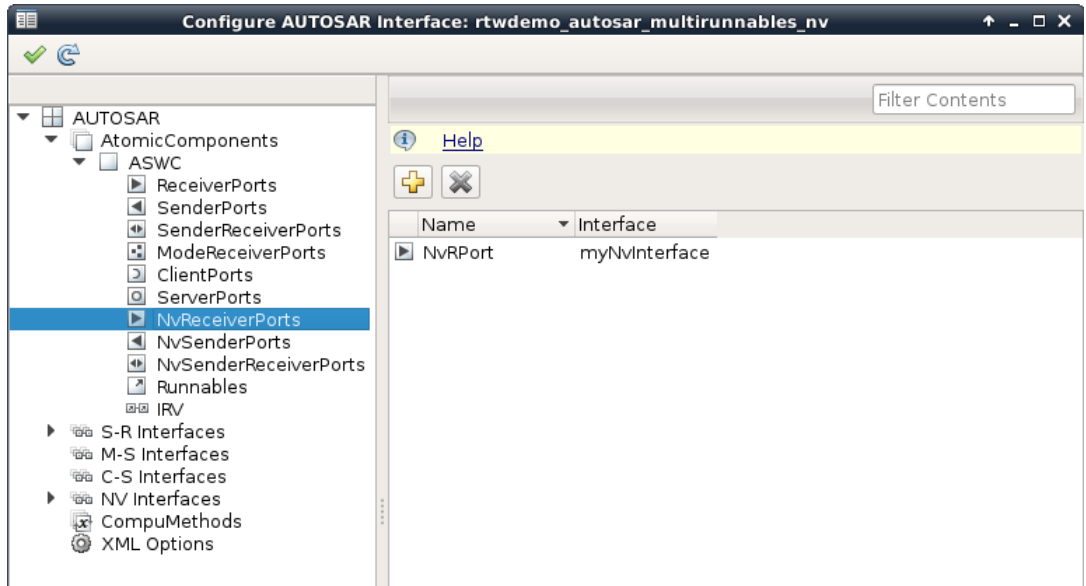 Configure AUTOSAR Interface: rtwdemo_autosar_multirunnables_nv
Filter Contents
AUTOSAR
AtomicComponents
ASWC
ReceiverPorts
SenderPorts
SenderReceiverPorts
ModeReceiverPorts
ClientPorts
ServerPorts
NvReceiverPorts
NvSenderPorts
NvSenderReceiverPorts
Runnables
IRV
S-R Interfaces
M-S Interfaces
C-S Interfaces
NV Interfaces
CompuMethods
XML Options
Help
Name Interface
NvRPort myNvInterface